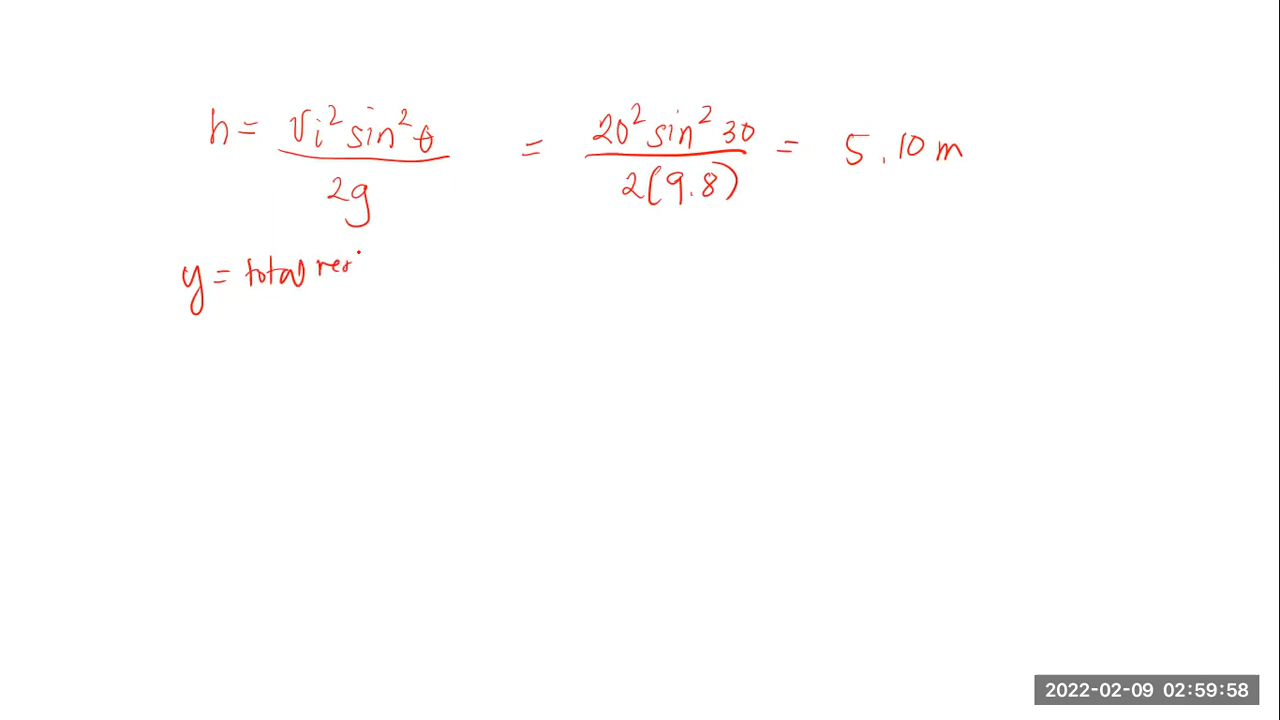 h = Vi² sin² θ / 2g = 20² sin² 30 / 2(9.8) = 5.10 m
y = total
2022-02-09 02:59:58